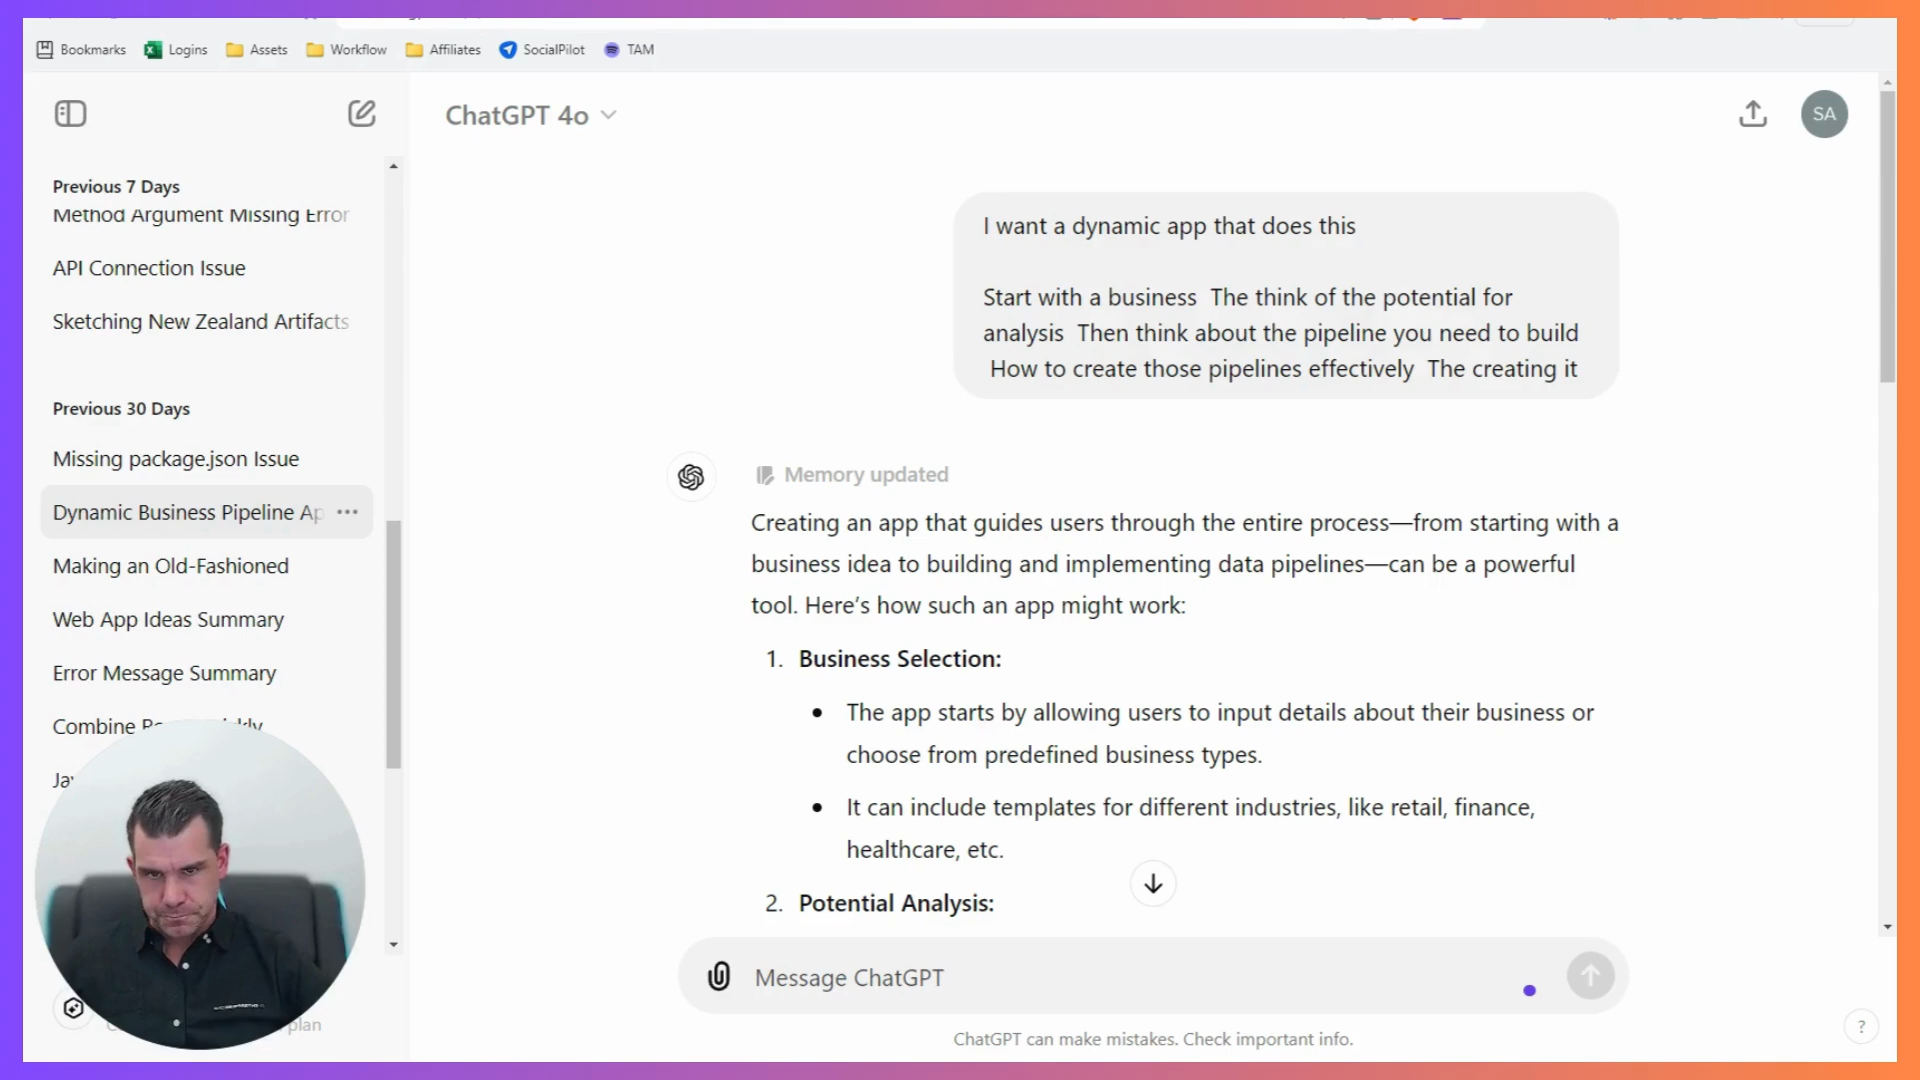 Bookmarks Logins Assets Workflow Affiliates SocialPilot TAM
ChatGPT 4o
SA
Previous 7 Days
Method Argument Missing Error
API Connection Issue
Sketching New Zealand Artifacts
Previous 30 Days
Missing package.json Issue
Dynamic Business Pipeline Ap
Making an Old-Fashioned
Web App Ideas Summary
Error Message Summary
Combine
plan
I want a dynamic app that does this
Start with a business The think of the potential for
analysis Then think about the pipeline you need to build
How to create those pipelines effectively The creating it
Memory updated
Creating an app that guides users through the entire process—from starting with a
business idea to building and implementing data pipelines—can be a powerful
tool. Here's how such an app might work:
1. Business Selection:
• The app starts by allowing users to input details about their business or
choose from predefined business types.
• It can include templates for different industries, like retail, finance,
healthcare, etc.
2. Potential Analysis:
Message ChatGPT
ChatGPT can make mistakes. Check important info.
?